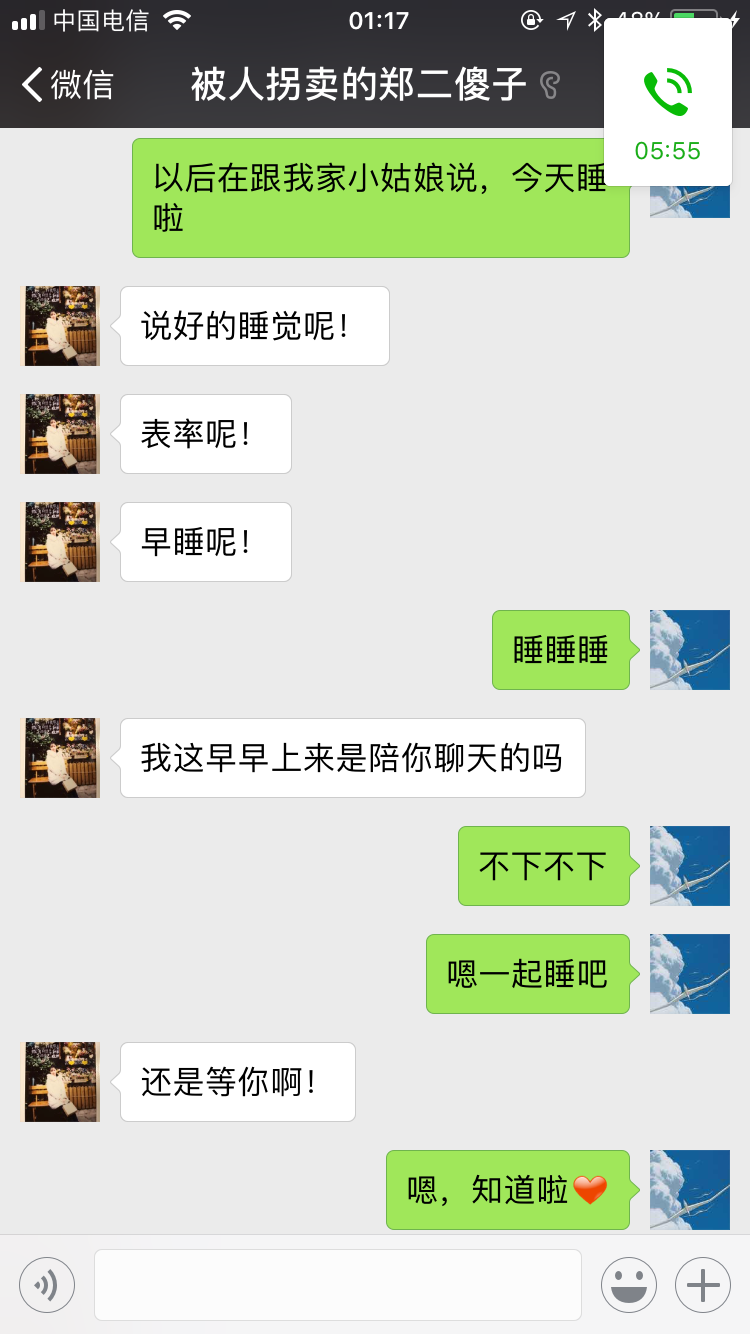 中国电信
01:17
48%
微信
被人拐卖的郑二傻子
05:55
以后在跟我家小姑娘说，今天睡
啦
说好的睡觉呢！
表率呢！
早睡呢！
睡睡睡
我这早早上来是陪你聊天的吗
不下不下
嗯一起睡吧
还是等你啊！
嗯，知道啦❤️